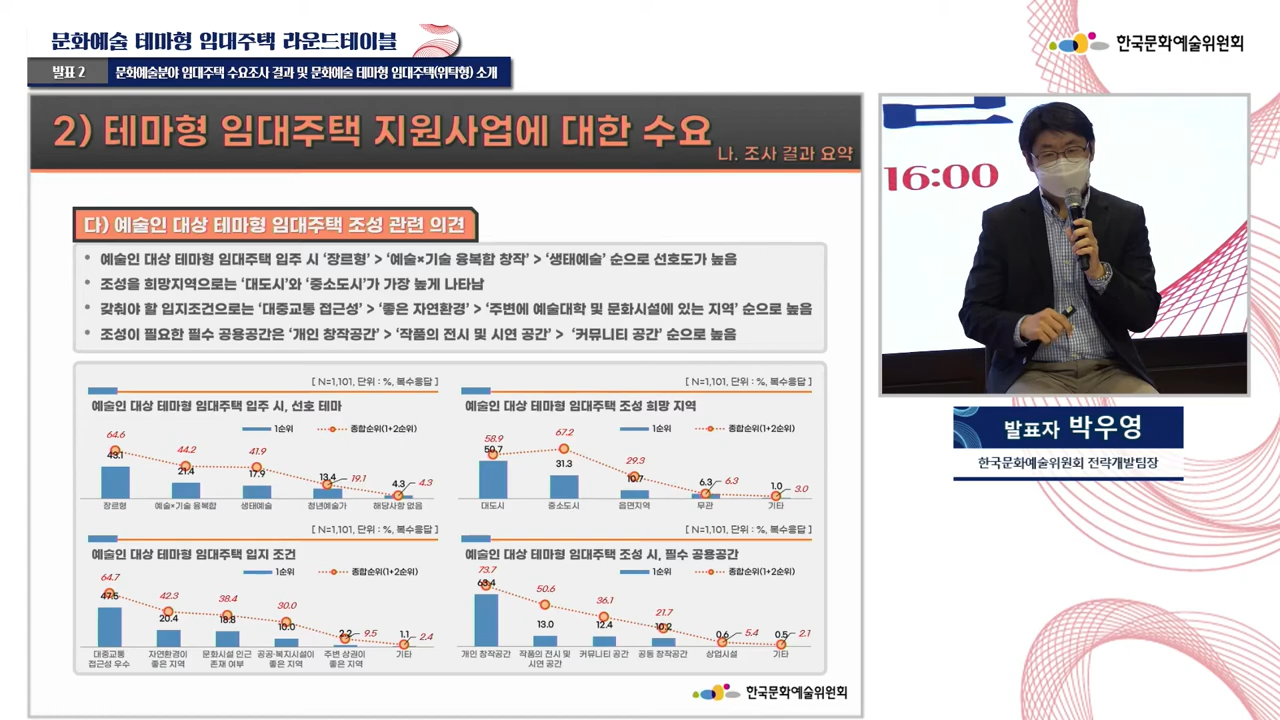 문화예술 테마형 임대주택 라운드테이블
발표 2
문화예술분야 임대주택 수요조사 결과 및 문화예술 테마형 임대주택(위탁형) 소개
한국문화예술위원회
2) 테마형 임대주택 지원사업에 대한 수요
나. 조사 결과 요약
다) 예술인 대상 테마형 임대주택 조성 관련 의견
• 예술인 대상 테마형 임대주택 입주 시 ‘장르형’ > ‘예술×기술 융복합 창작’ > ‘생태예술’ 순으로 선호도가 높음
• 조성을 희망지역으로는 ‘대도시’와 ‘중소도시’가 가장 높게 나타남
• 갖춰야 할 입지조건으로는 ‘대중교통 접근성’ > ‘좋은 자연환경’ > ‘주변에 예술대학 및 문화시설에 있는 지역’ 순으로 높음
• 조성이 필요한 필수 공용공간은 ‘개인 창작공간’ > ‘작품의 전시 및 시연 공간’ > ‘커뮤니티 공간’ 순으로 높음
[ N=1,101, 단위 : %, 복수응답 ]
예술인 대상 테마형 임대주택 입주 시, 선호 테마
1순위
종합순위(1+2순위)
64.6
44.2
41.9
19.1
4.3
43.1
21.4
17.9
13.4
4.3
장르형
예술×기술 융복합
생태예술
청년예술가
해당사항 없음
[ N=1,101, 단위 : %, 복수응답 ]
예술인 대상 테마형 임대주택 조성 희망 지역
1순위
종합순위(1+2순위)
58.9
67.2
29.3
6.3
3.0
50.7
31.3
10.7
6.3
1.0
대도시
중소도시
읍면지역
무관
기타
[ N=1,101, 단위 : %, 복수응답 ]
예술인 대상 테마형 임대주택 입지 조건
1순위
종합순위(1+2순위)
64.7
42.3
38.4
30.0
9.5
2.4
47.5
20.4
18.8
10.0
2.2
1.1
대중교통
접근성 우수
자연환경이
좋은 지역
문화시설 인근
존재 여부
공공·복지시설이
좋은 지역
주변 상권이
좋은 지역
기타
[ N=1,101, 단위 : %, 복수응답 ]
예술인 대상 테마형 임대주택 조성 시, 필수 공용공간
1순위
종합순위(1+2순위)
73.7
50.6
36.1
21.7
5.4
2.1
63.4
13.0
12.4
10.2
0.6
0.5
개인 창작공간
작품의 전시 및
시연 공간
커뮤니티 공간
공동 창작공간
상업시설
기타
한국문화예술위원회
16:00
발표자 박우영
한국문화예술위원회 전략개발팀장